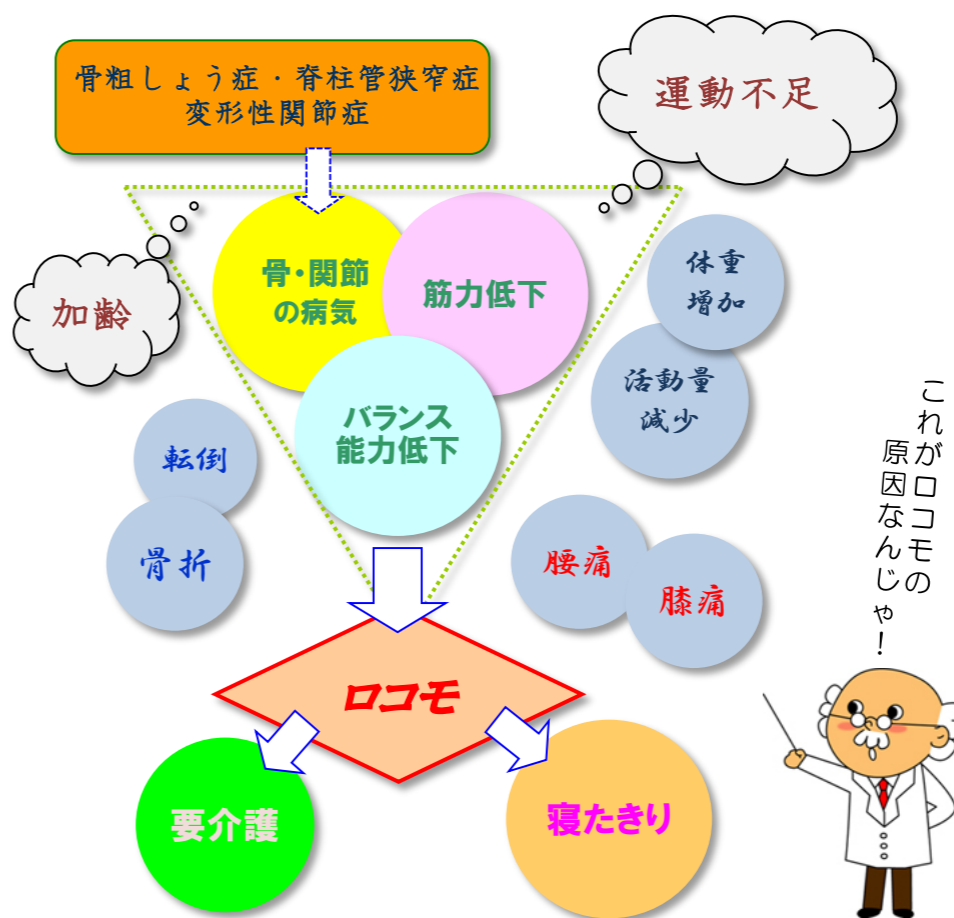 骨粗しょう症・脊柱管狭窄症
変形性関節症
運動不足
加齢
骨・関節
の病気
筋力低下
バランス
能力低下
体重
増加
活動量
減少
転倒
骨折
腰痛
膝痛
これがロコモの
原因なんじゃ！
ロコモ
要介護
寝たきり